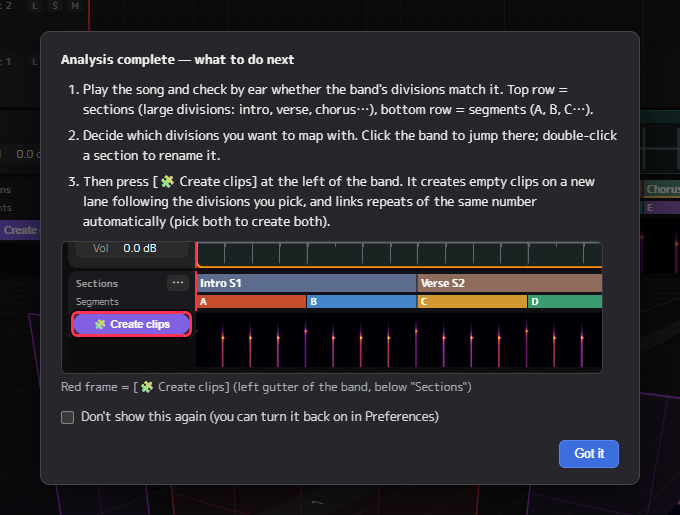 : 2 L S M
: 1 L
Analysis complete — what to do next
1. Play the song and check by ear whether the band's divisions match it. Top row =
sections (large divisions: intro, verse, chorus⋯), bottom row = segments (A, B, C⋯).
2. Decide which divisions you want to map with. Click the band to jump there; double-click
a section to rename it.
3. Then press [ 🧩 Create clips] at the left of the band. It creates empty clips on a new
lane following the divisions you pick, and links repeats of the same number
automatically (pick both to create both).
0.0 d
ns
nts
Create
Chorus
E
Vol 0.0 dB
Sections ⋯ Intro S1 Verse S2
Segments A B C D
🧩 Create clips
Red frame = [ 🧩 Create clips] (left gutter of the band, below "Sections")
Don't show this again (you can turn it back on in Preferences)
Got it